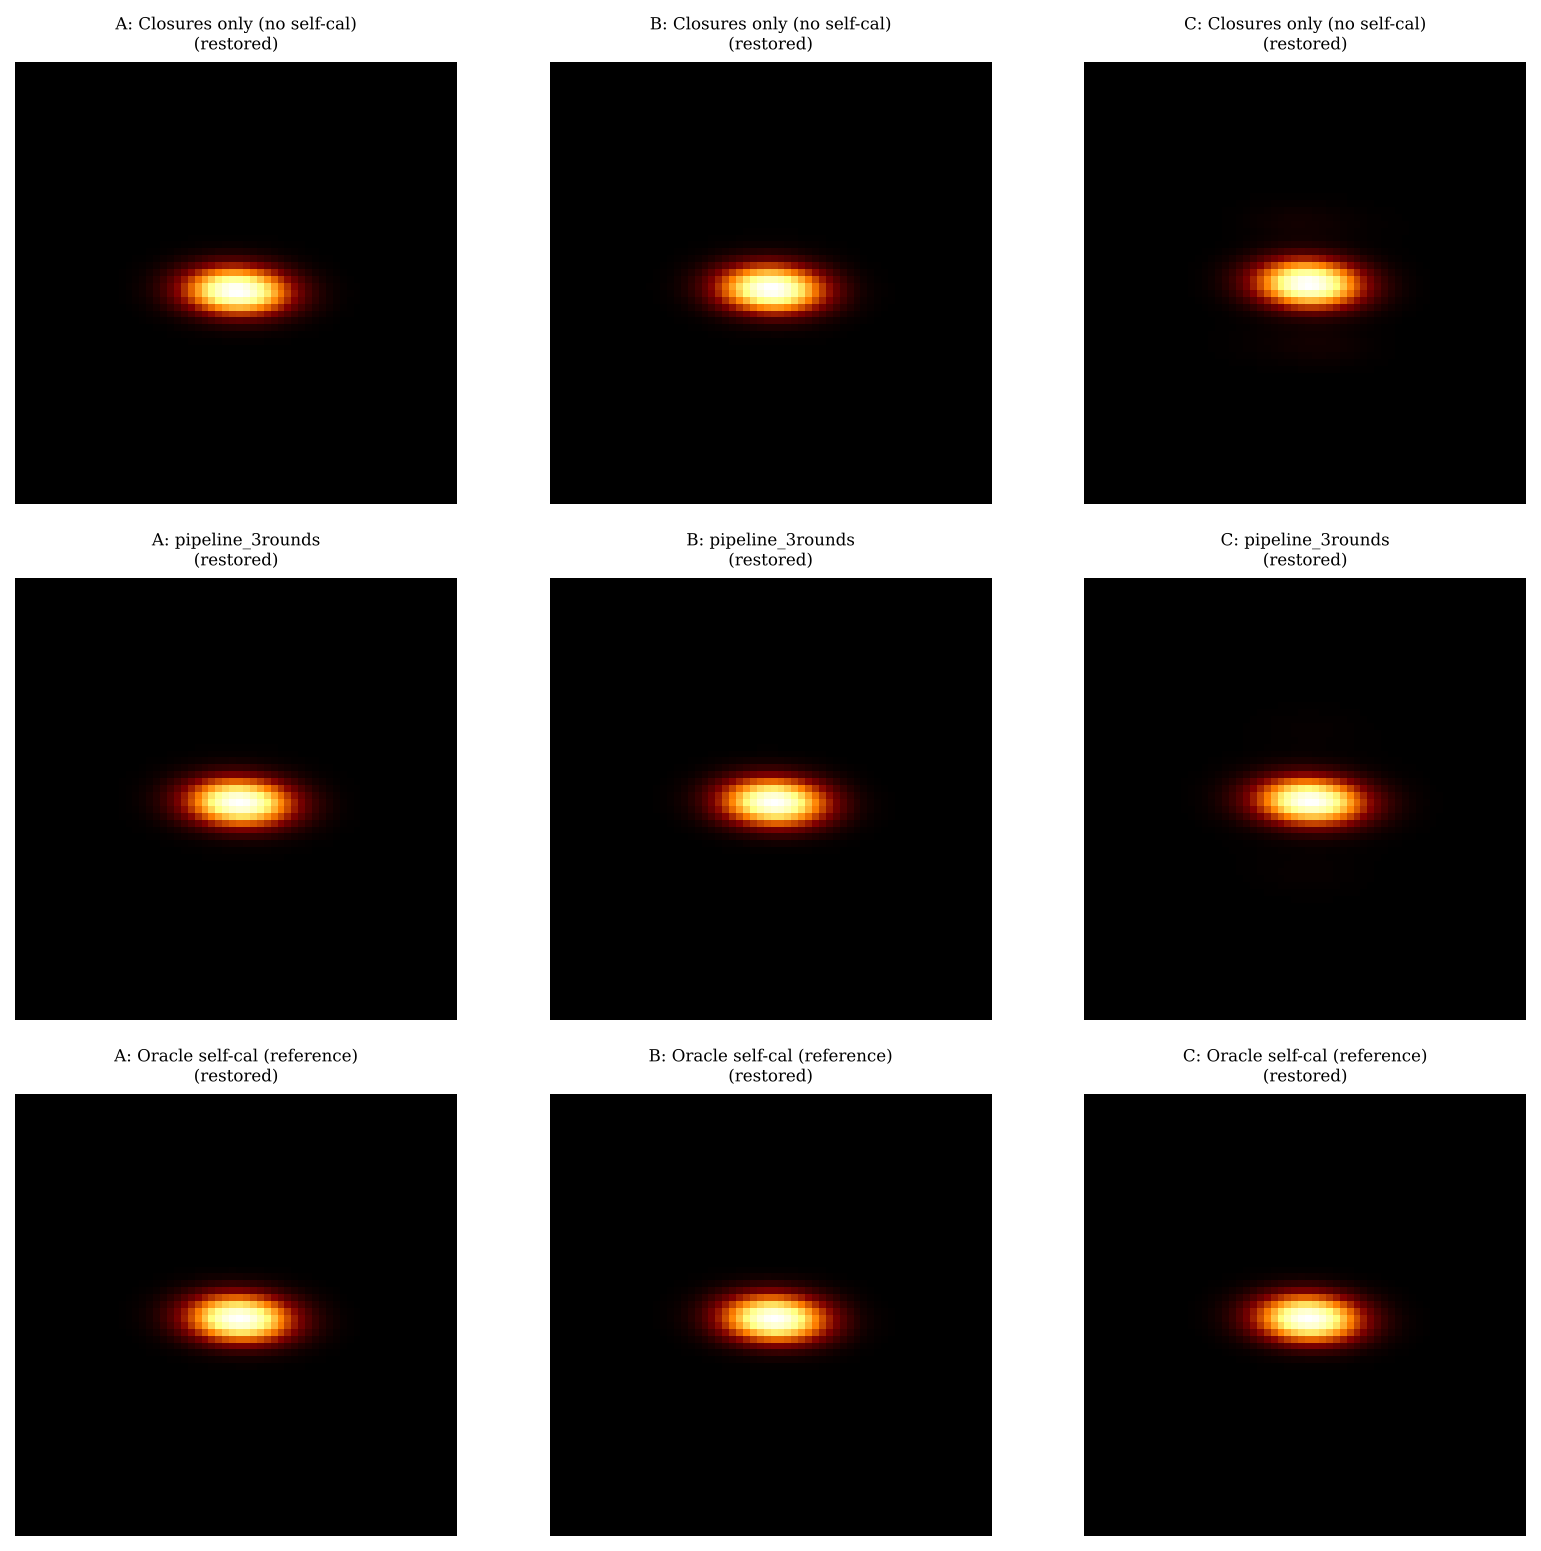 A: Closures only (no self-cal)
(restored)
B: Closures only (no self-cal)
(restored)
C: Closures only (no self-cal)
(restored)
A: pipeline_3rounds
(restored)
B: pipeline_3rounds
(restored)
C: pipeline_3rounds
(restored)
A: Oracle self-cal (reference)
(restored)
B: Oracle self-cal (reference)
(restored)
C: Oracle self-cal (reference)
(restored)